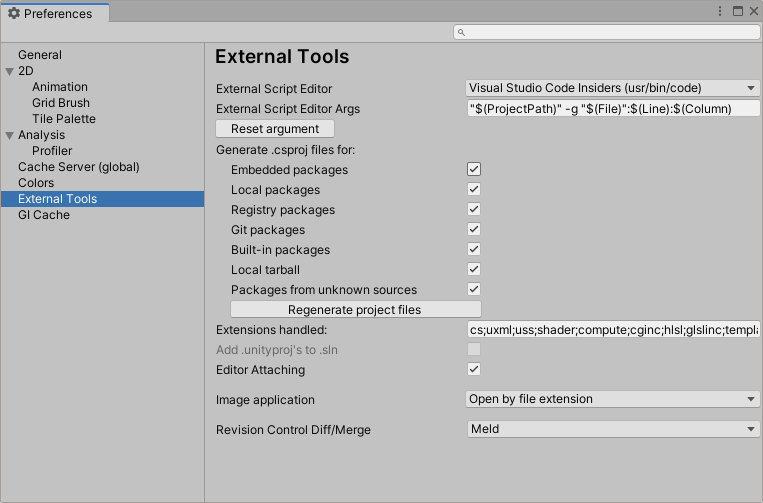 Preferences
General
2D
Animation
Grid Brush
Tile Palette
Analysis
Profiler
Cache Server (global)
Colors
External Tools
GI Cache
External Tools
External Script Editor Visual Studio Code Insiders (usr/bin/code)
External Script Editor Args "$(ProjectPath)" -g "$(File)":$(Line):$(Column)
Reset argument
Generate .csproj files for:
Embedded packages
Local packages
Registry packages
Git packages
Built-in packages
Local tarball
Packages from unknown sources
Regenerate project files
Extensions handled: cs;uxml;uss;shader;compute;cginc;hlsl;glslinc;templa
Add .unityproj's to .sln
Editor Attaching
Image application Open by file extension
Revision Control Diff/Merge Meld